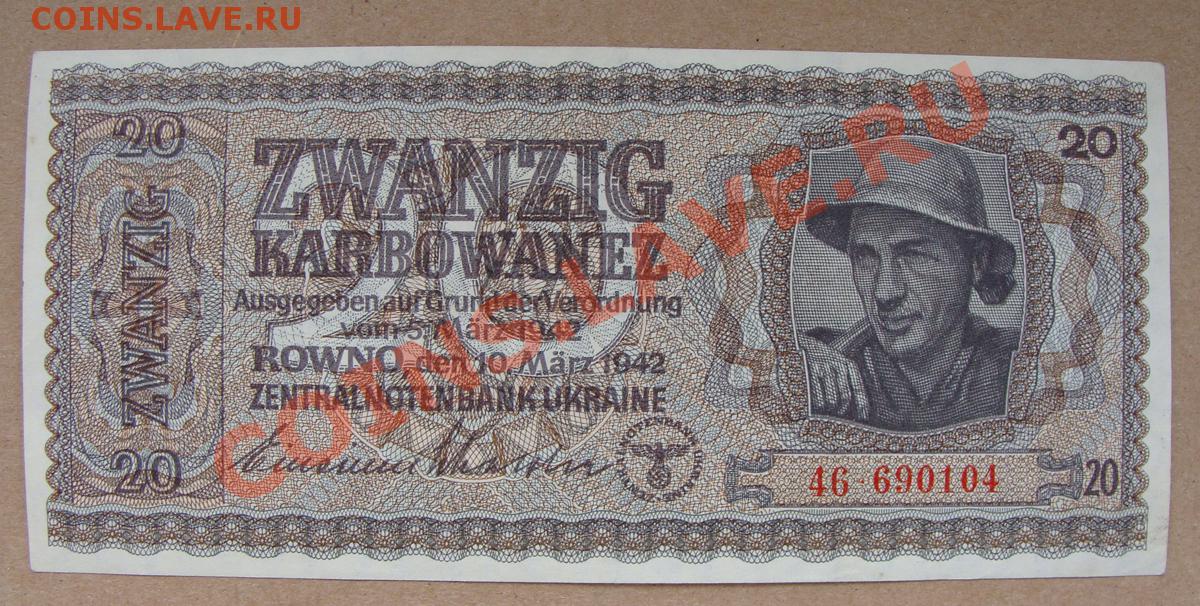 COINS.LAVE.RU
20
20
ZWANZIG
ZWANZIG
KARBOWANEZ
Ausgegeben auf Grund der Verordnung
vom 5. März 1942
ROWNO, den 10. März 1942
ZENTRALNOTENBANK UKRAINE
46·690104
20
20
COINS.LAVE.RU